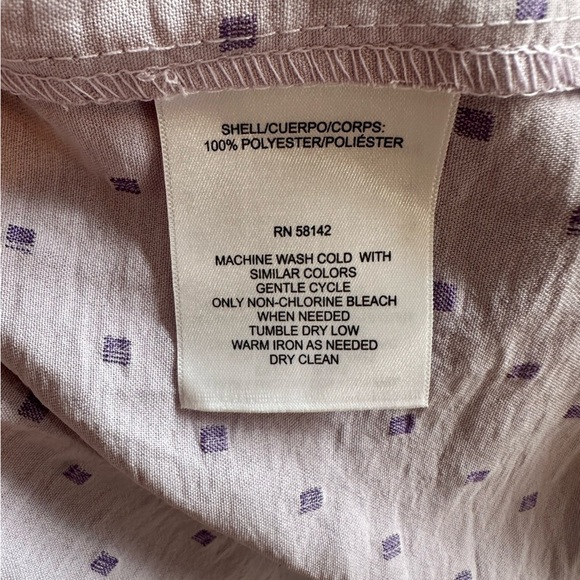 SHELL/CUERPO/CORPS:
100% POLYESTER/POLIÉSTER
RN 58142
MACHINE WASH COLD WITH
SIMILAR COLORS
GENTLE CYCLE
ONLY NON-CHLORINE BLEACH
WHEN NEEDED
TUMBLE DRY LOW
WARM IRON AS NEEDED
DRY CLEAN